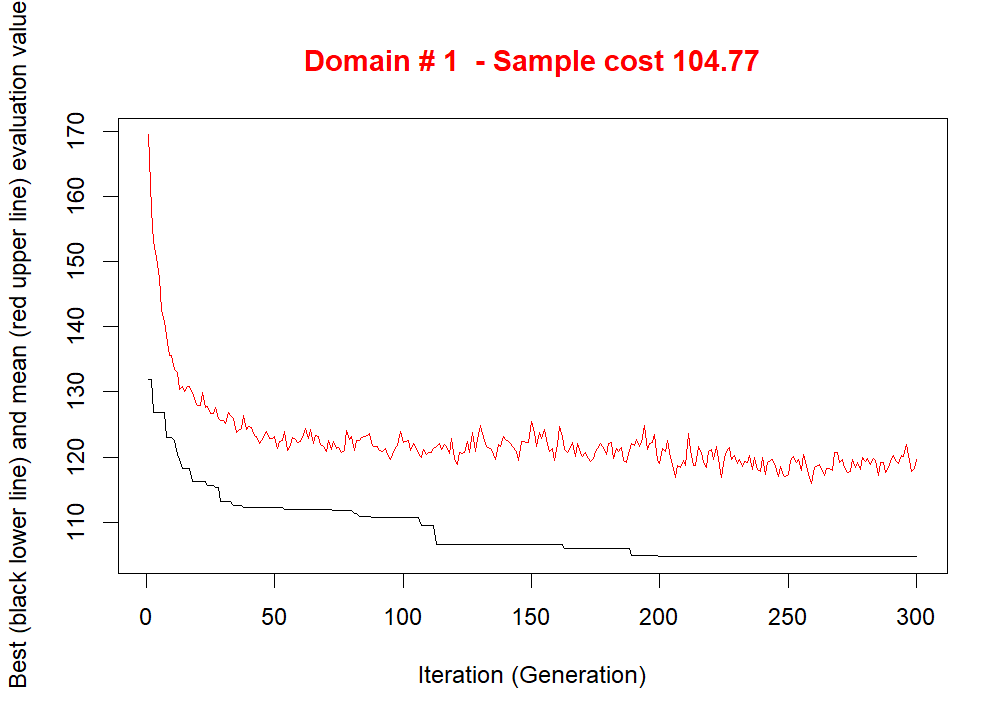 Domain # 1  - Sample cost 104.77
Best (black lower line) and mean (red upper line) evaluation value
170
160
150
140
130
120
110
0 50 100 150 200 250 300
Iteration (Generation)